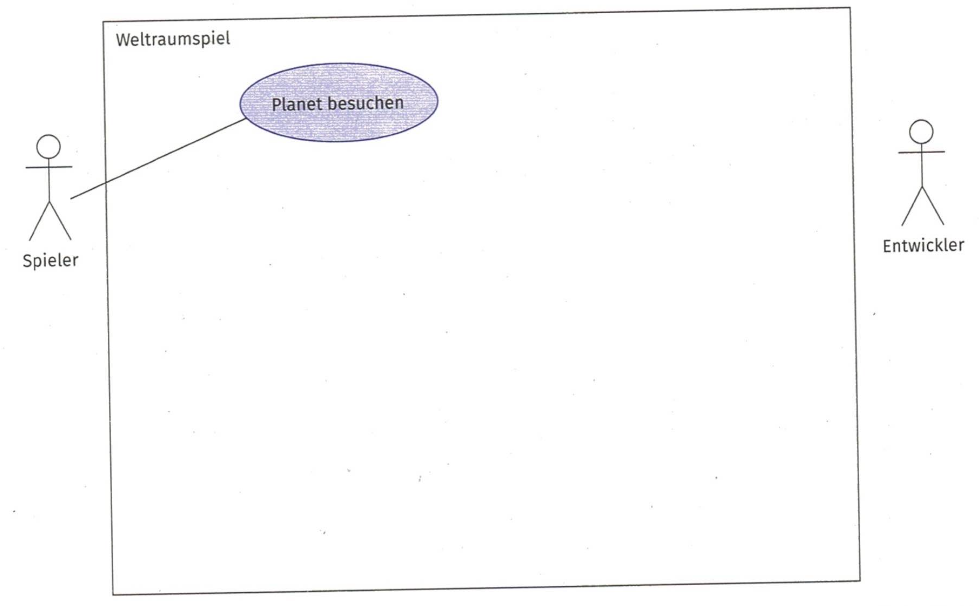 Weltraumspiel
Planet besuchen
Spieler
Entwickler